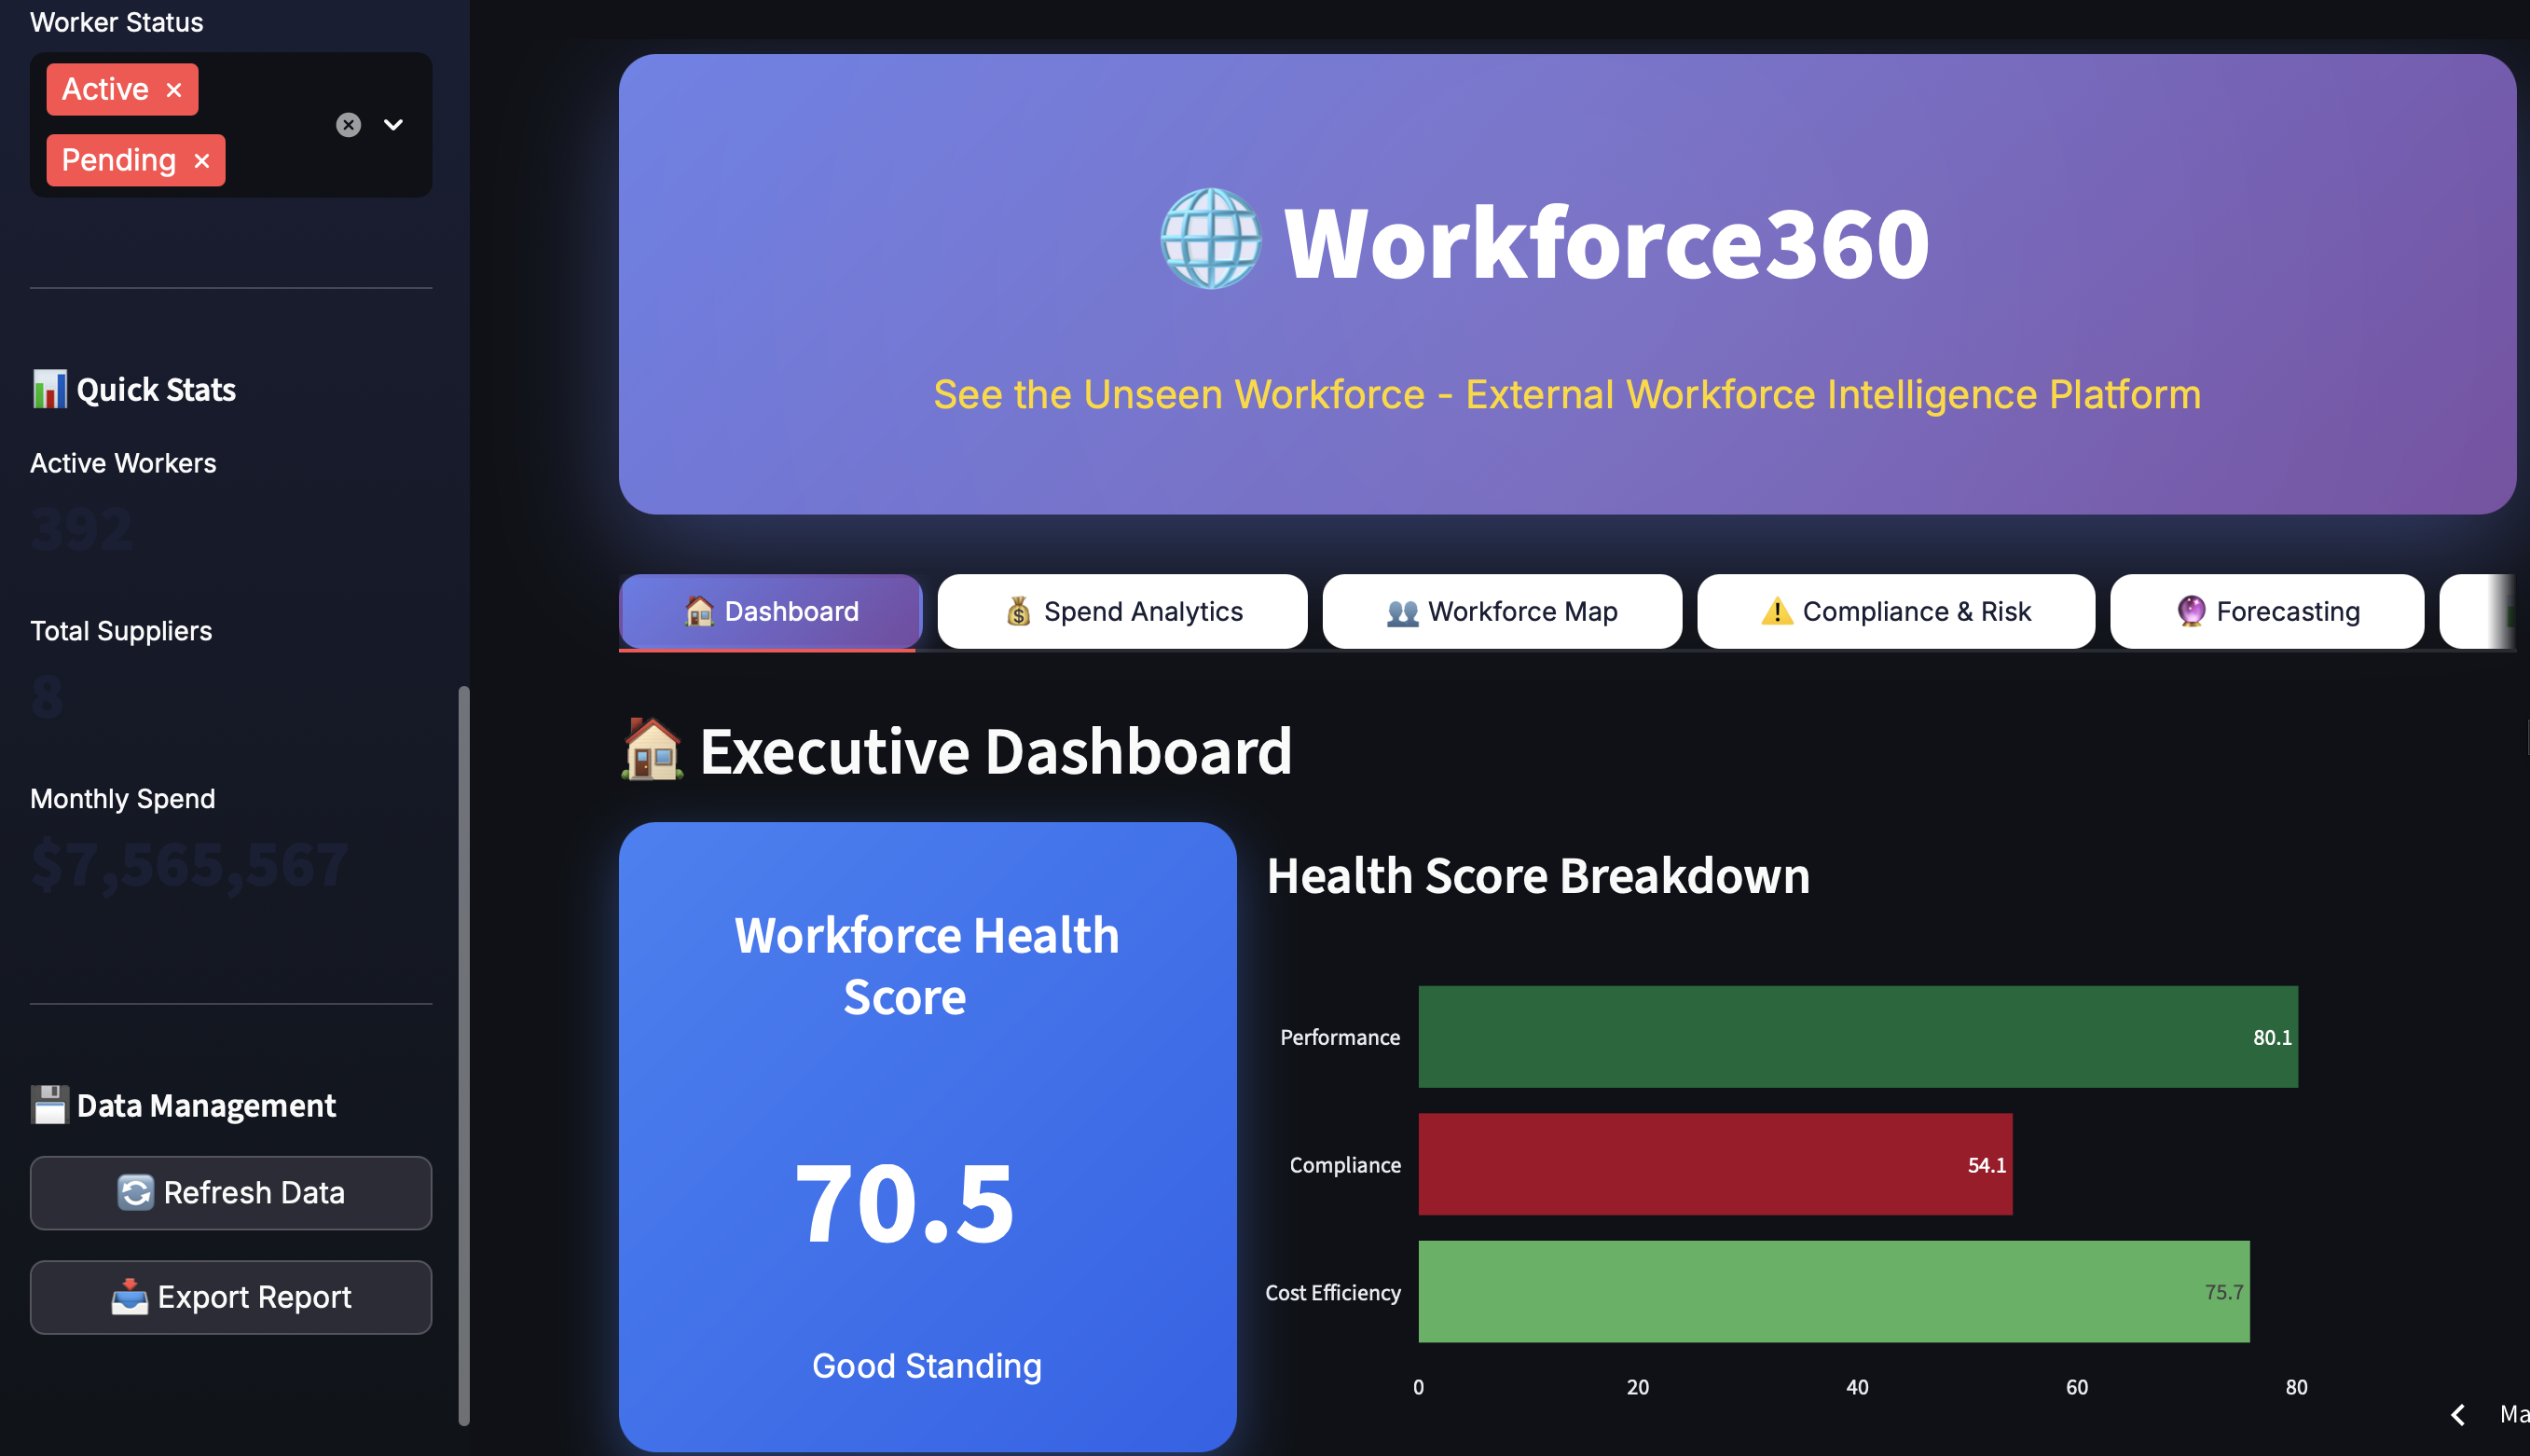 Worker Status
Active
Pending
Quick Stats
Active Workers
392
Total Suppliers
8
Monthly Spend
$7,565,567
Data Management
Refresh Data
Export Report
Workforce360
See the Unseen Workforce - External Workforce Intelligence Platform
Dashboard
Spend Analytics
Workforce Map
Compliance & Risk
Forecasting
Executive Dashboard
Workforce Health
Score
70.5
Good Standing
Health Score Breakdown
Performance
80.1
Compliance
54.1
Cost Efficiency
75.7
0
20
40
60
80